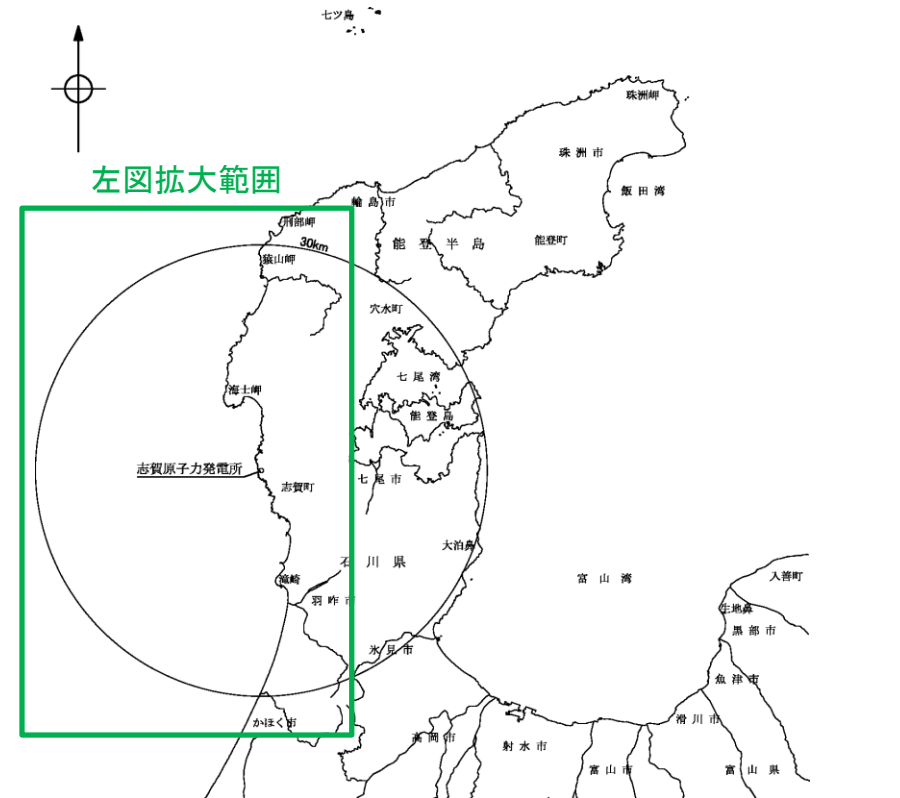 七ツ島
珠洲岬
珠洲市
左図拡大範囲
飯田湾
輪島市
刑部岬
30km
能登半島
能登町
猿山岬
穴水町
七尾湾
海士岬
能登島
志賀原子力発電所
七尾市
志賀町
大泊鼻
石川県
富山湾
入善町
滝崎
羽咋市
生地鼻
黒部市
氷見市
魚津市
かほく市
滑川市
高岡市
射水市
富山市
富山県